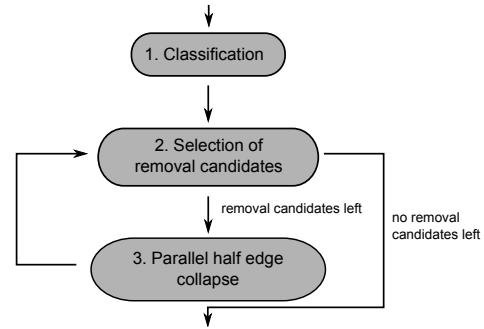 1. Classification
2. Selection of
removal candidates
removal candidates left
no removal
candidates left
3. Parallel half edge
collapse